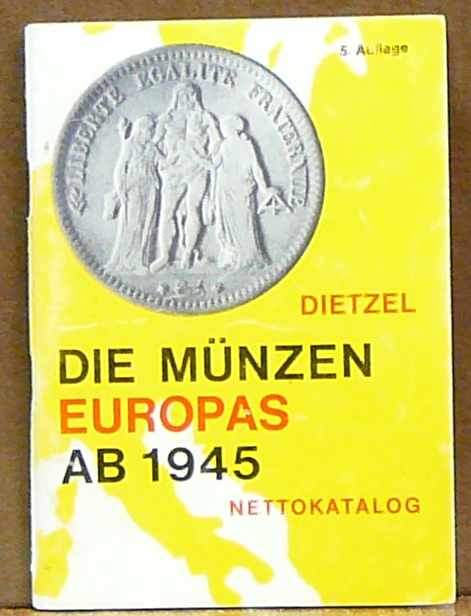 5. Auflage
LIBERTE EGALITE FRATERNITE
DIETZEL
DIE MÜNZEN
EUROPAS
AB 1945
NETTOKATALOG